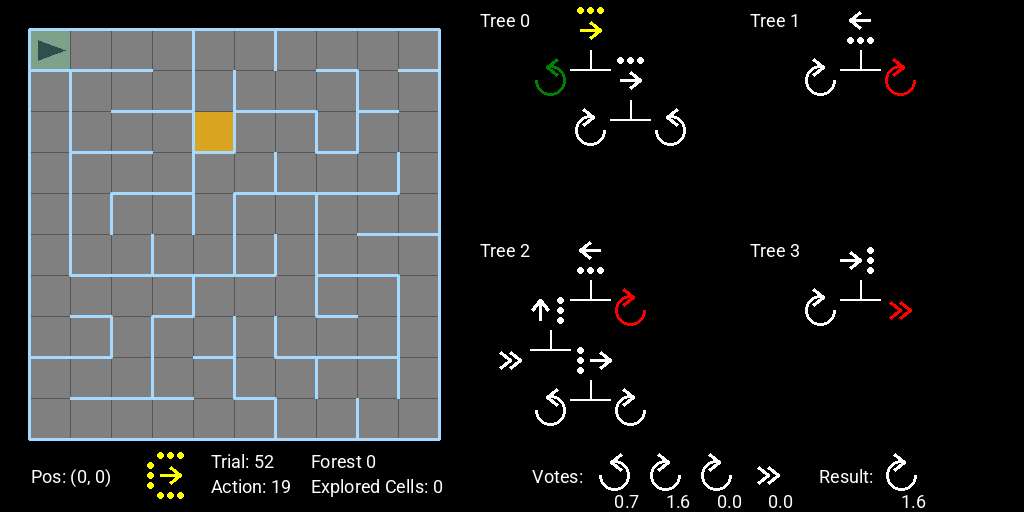 Tree 0
Tree 1
Tree 2
Tree 3
Pos: (0, 0)
Trial: 52
Forest 0
Action: 19
Explored Cells: 0
Votes:
0.7
1.6
0.0
0.0
Result:
1.6